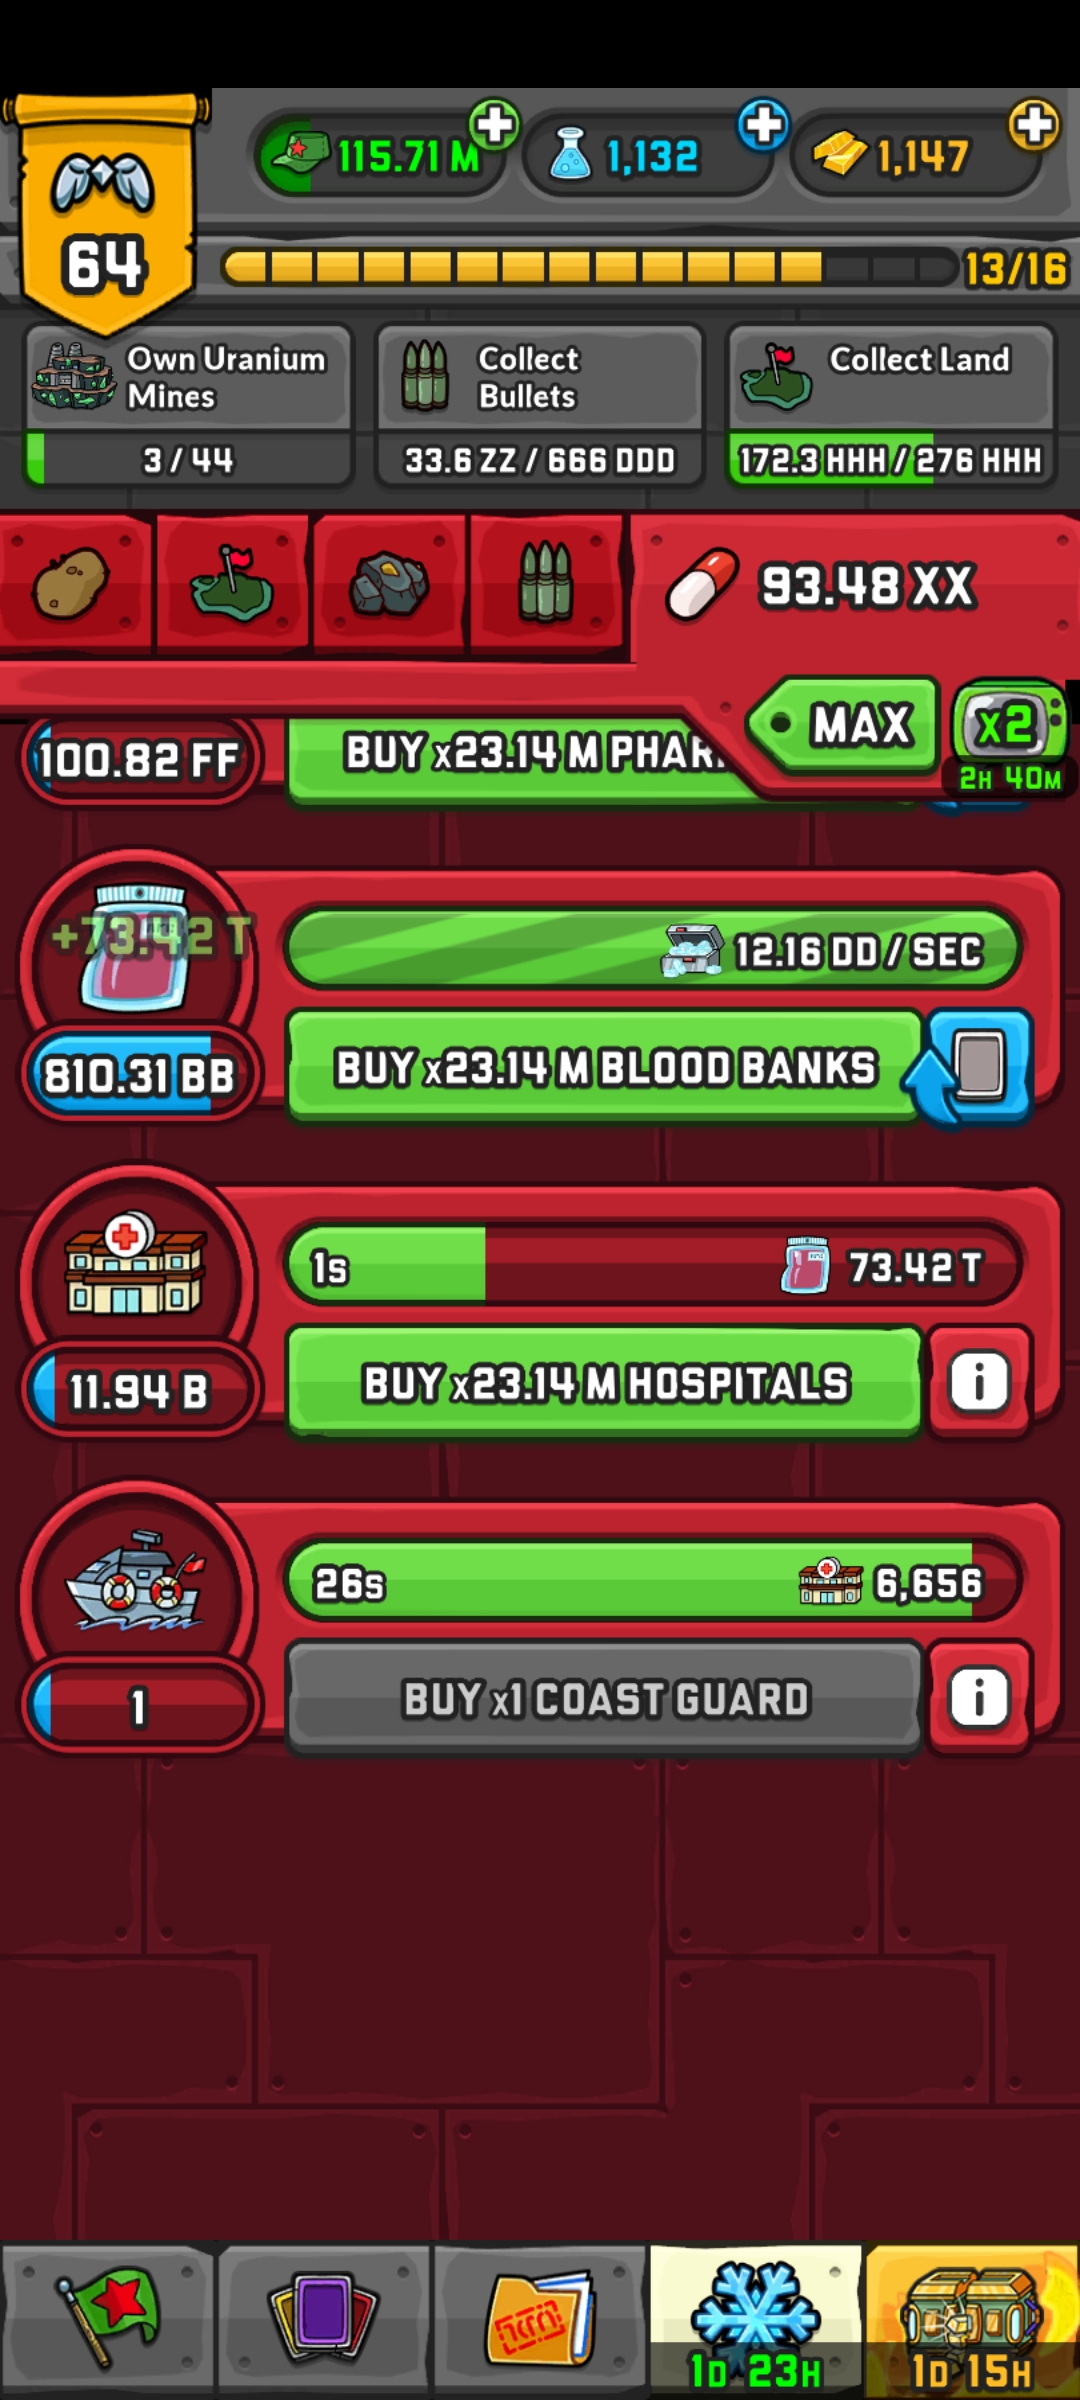 115.71 M
1,132
1,147
64
13/16
Own Uranium
Mines
3 / 44
Collect
Bullets
33.6 ZZ / 666 DDD
Collect Land
172.3 HHH / 276 HHH
93.48 XX
MAX
x2
2H 40M
100.82 FF
BUY x23.14 M PHAR
+73.42 T
12.16 DD / SEC
810.31 BB
BUY x23.14 M BLOOD BANKS
1s
73.42 T
11.94 B
BUY x23.14 M HOSPITALS
i
26s
6,656
1
BUY x1 COAST GUARD
i
1D 23H
1D 15H